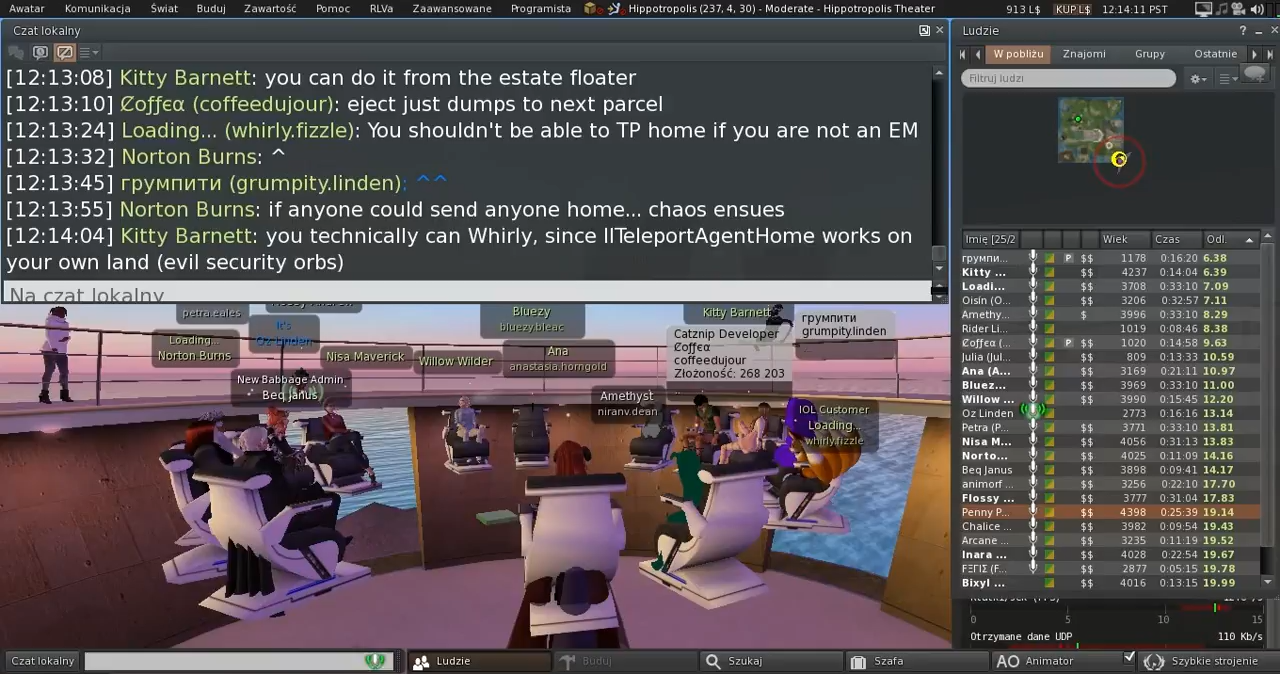 Awatar Komunikacja Świat Buduj Zawartość Pomoc RLVa Zaawansowane Programista Hippotropolis (237, 4, 30) - Moderate - Hippotropolis Theater 913 L$ KUP L$ 12:14:11 PST
Czat lokalny
[12:13:08] Kitty Barnett: you can do it from the estate floater
[12:13:10] Ȼσƒƒєα (coffeedujour): eject just dumps to next parcel
[12:13:24] Loading... (whirly.fizzle): You shouldn't be able to TP home if you are not an EM
[12:13:32] Norton Burns: ^
[12:13:45] грумпити (grumpity.linden): ^^
[12:13:55] Norton Burns: if anyone could send anyone home... chaos ensues
[12:14:04] Kitty Barnett: you technically can Whirly, since llTeleportAgentHome works on
your own land (evil security orbs)
Na czat lokalny
Ludzie
W pobliżu Znajomi Grupy Ostatnie
Filtruj ludzi
Imię [25/2 Wiek Czas Odl.
грумпи... P $$ 1178 0:16:20 6.38
Kitty ... $$ 4237 0:14:04 6.39
Loadi... $$ 3708 0:33:10 7.09
Oisin (O... $$ 3206 0:32:57 7.11
Amethy... $ 3996 0:33:10 8.29
Rider Li... 1019 0:08:46 8.38
Ȼσƒƒєα (... P $$ 1020 0:14:58 9.63
Julia (Jul... $$ 809 0:13:33 10.59
Ana (A... $$ 3169 0:21:11 10.97
Bluez... $$ 3969 0:33:10 11.00
Willow ... $$ 3990 0:15:45 12.20
Oz Linden 2773 0:16:16 13.14
Petra (P... $$ 3771 0:33:10 13.81
Nisa M... $$ 4056 0:31:13 13.83
Norto... $$ 4025 0:11:09 14.16
Beq Janus $$ 3898 0:09:41 14.17
animorf ... $$ 3256 0:22:10 17.70
Flossy ... $$ 3777 0:31:04 17.83
Penny P... $$ 4398 0:25:39 19.14
Chalice ... $$ 3982 0:09:54 19.43
Arcane ... $$ 3235 0:11:19 19.52
Inara ... $$ 4028 0:22:54 19.67
FΞΓIΣ (F... $$ 2877 0:05:15 19.78
Bixyl ... $$ 4016 0:13:15 19.99
0 5 10 15
Otrzymane dane UDP 110 Kb/s
petra.eales
It's
Oz Linden
Loading...
Norton Burns
Nisa Maverick
Willow Wilder
New Babbage Admin
Beq Janus
Bluezy
bluezy.bleac
Ana
anastasia.horngold
Amethyst
niranv.dean
Kitty Barnett
Catznip Developer
Ȼσƒƒєα
coffeedujour
Złożoność: 268 203
грумпити
grumpity.linden
IOL Customer
Loading...
whirly.fizzle
Czat lokalny Ludzie Buduj Szukaj Szafa AO Animator Szybkie strojenie